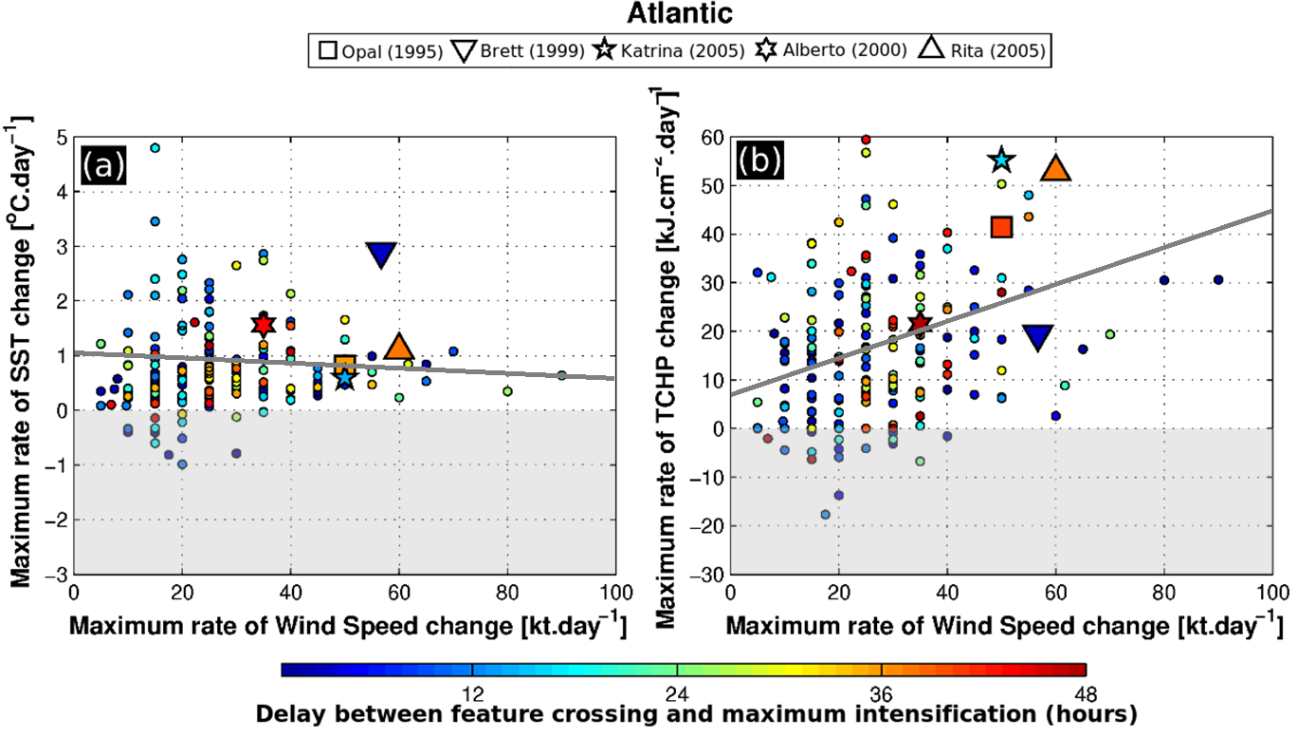 Atlantic
Opal (1995) Brett (1999) Katrina (2005) Alberto (2000) Rita (2005)
(a)
Maximum rate of SST change [°C.day⁻¹]
5
4
3
2
1
0
−1
−2
−3
0 20 40 60 80 100
Maximum rate of Wind Speed change [kt.day⁻¹]
(b)
Maximum rate of TCHP change [kJ.cm⁻².day]¹
60
50
40
30
20
10
0
−10
−20
−30
0 20 40 60 80 100
Maximum rate of Wind Speed change [kt.day⁻¹]
12 24 36 48
Delay between feature crossing and maximum intensification (hours)